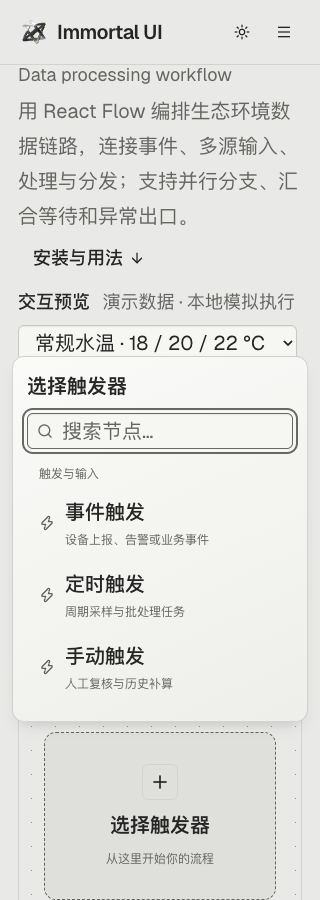 Immortal UI
Data processing workflow
用 React Flow 编排生态环境数
据链路，连接事件、多源输入、
处理与分发；支持并行分支、汇
合等待和异常出口。
安装与用法 ↓
交互预览 演示数据 · 本地模拟执行
常规水温 · 18 / 20 / 22 °C
选择触发器
搜索节点...
触发与输入
事件触发
设备上报、告警或业务事件
定时触发
周期采样与批处理任务
手动触发
人工复核与历史补算
选择触发器
从这里开始你的流程